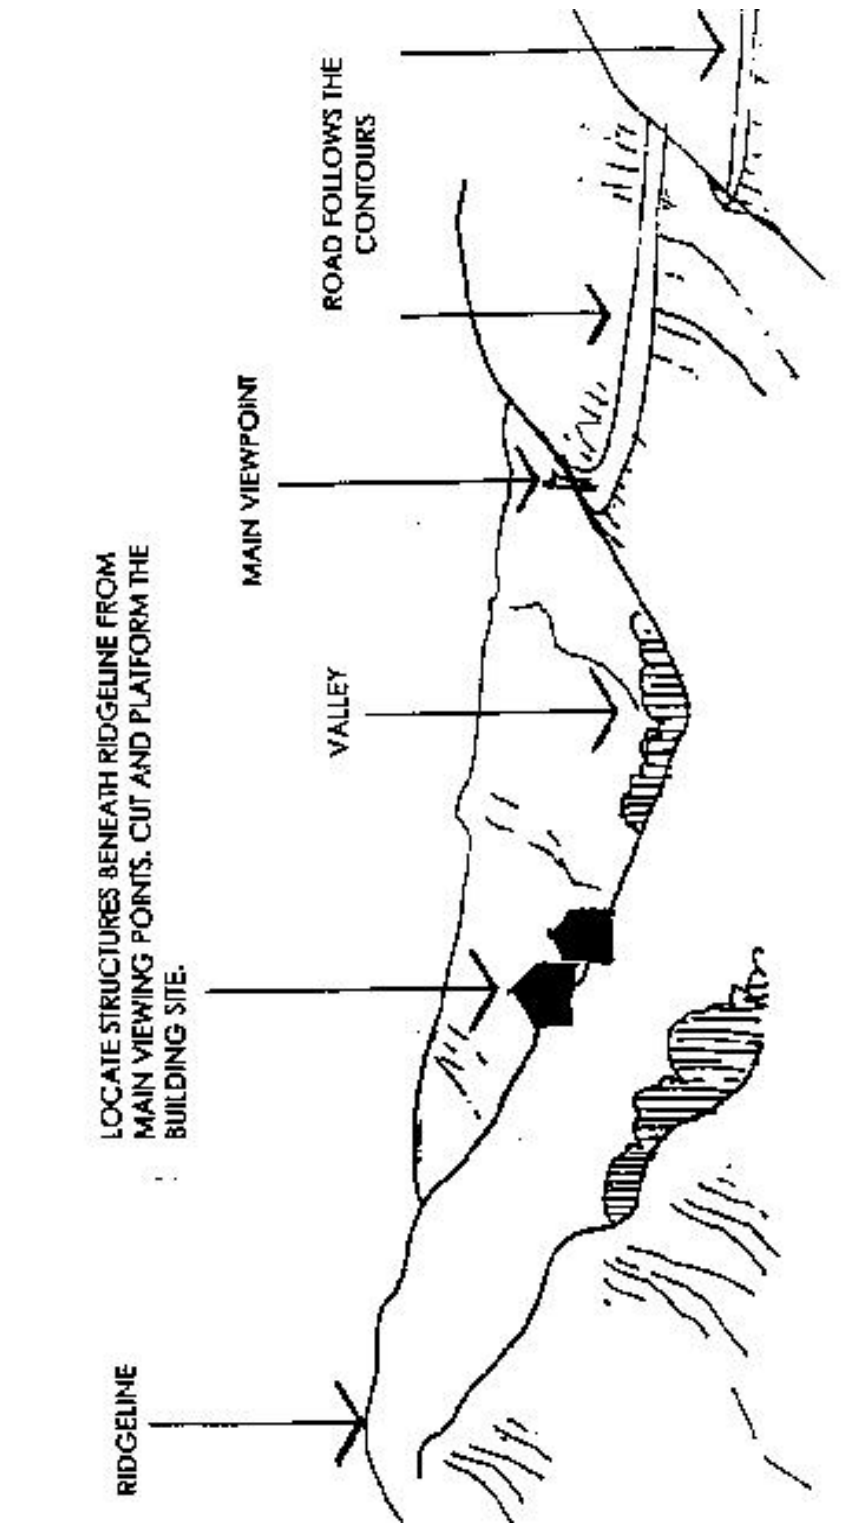 RIDGELINE
LOCATE STRUCTURES BENEATH RIDGELINE FROM
MAIN VIEWING POINTS. CUT AND PLATFORM THE
BUILDING SITE.
VALLEY
MAIN VIEWPOINT
ROAD FOLLOWS THE
CONTOURS